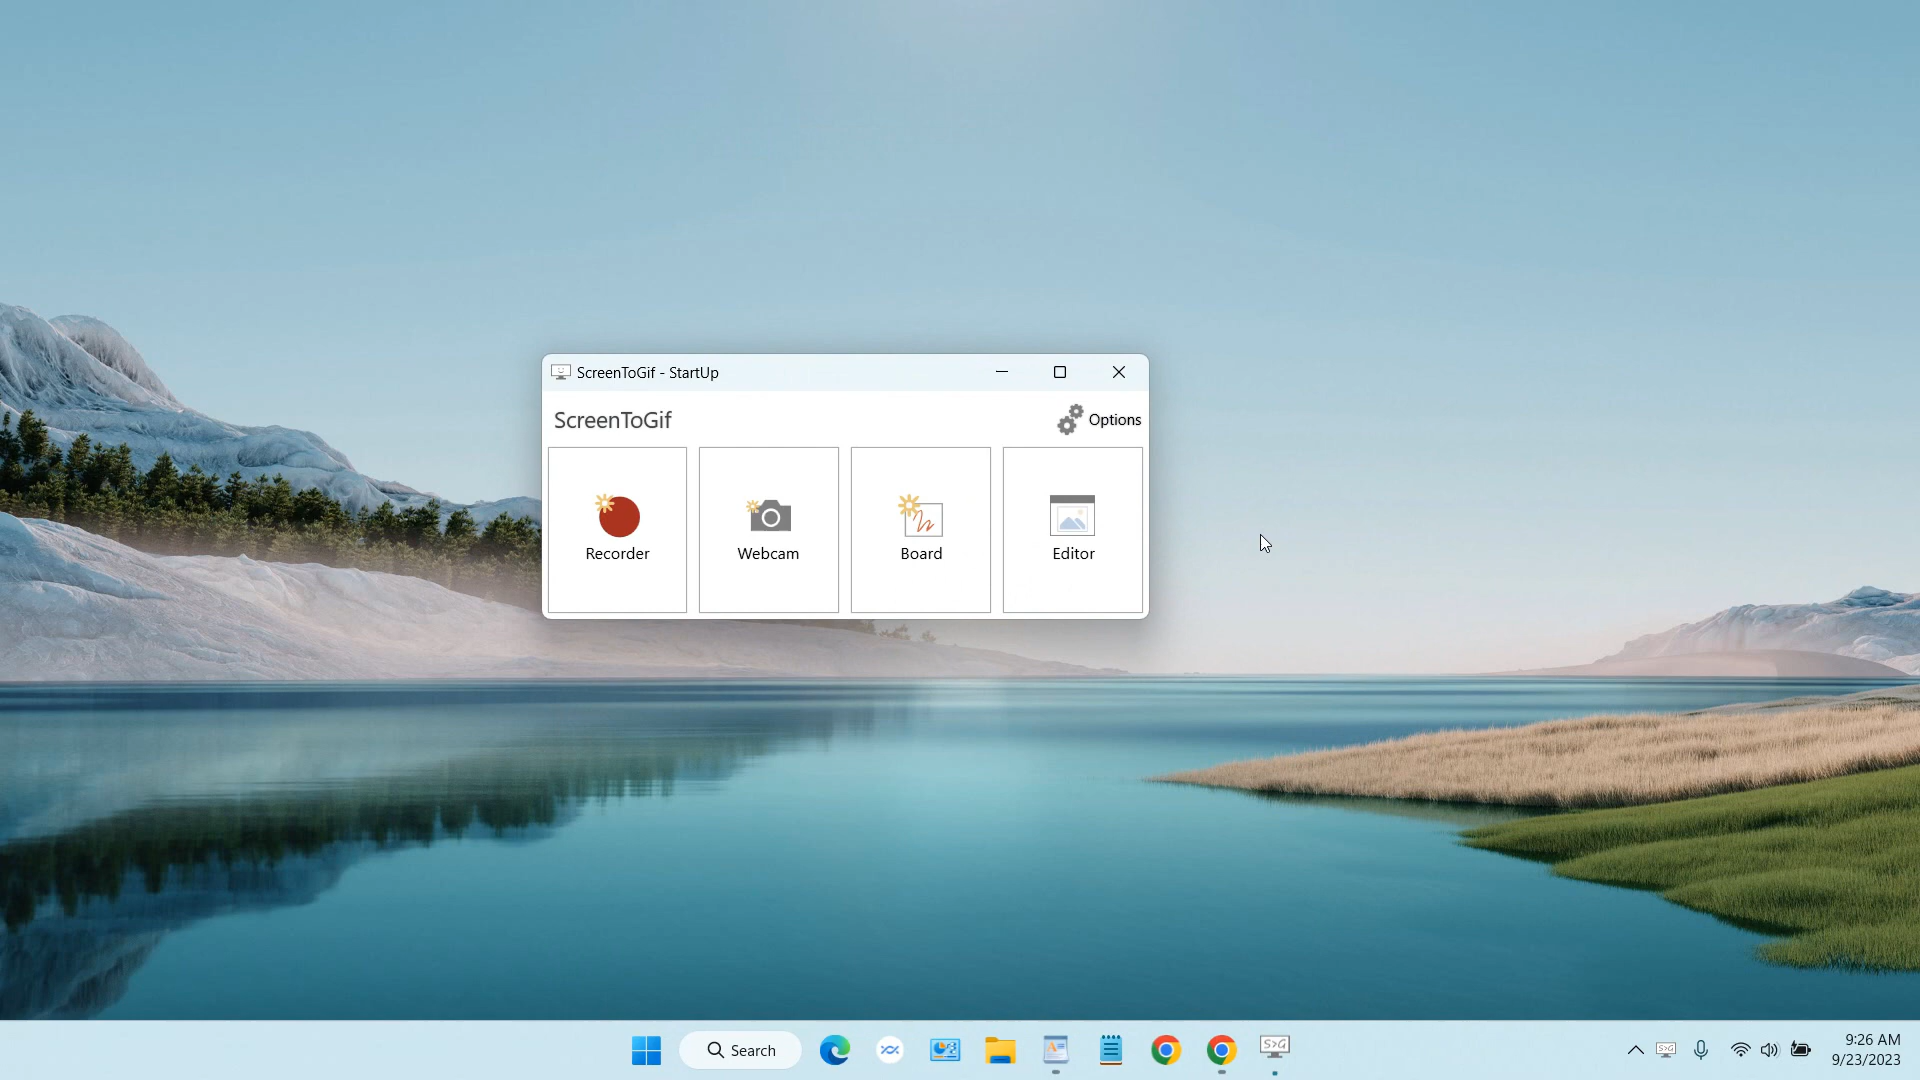 ScreenToGif - StartUp
ScreenToGif
Options
Recorder
Webcam
Board
Editor
Search
S>G
S>G
9:26 AM
9/23/2023